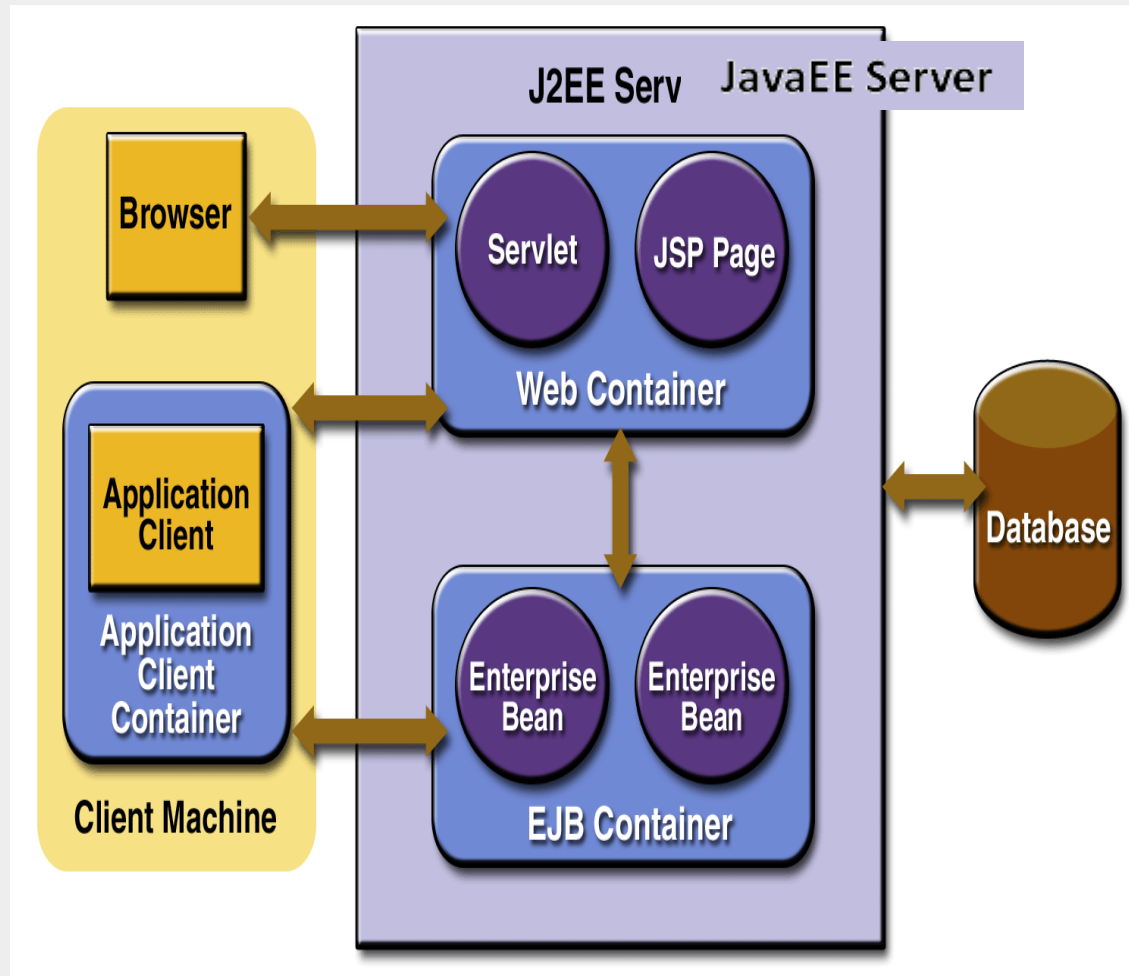 J2EE Serv
JavaEE Server
Browser
Servlet
JSP Page
Web Container
Application
Client
Application
Client
Container
Client Machine
Enterprise
Bean
Enterprise
Bean
EJB Container
Database